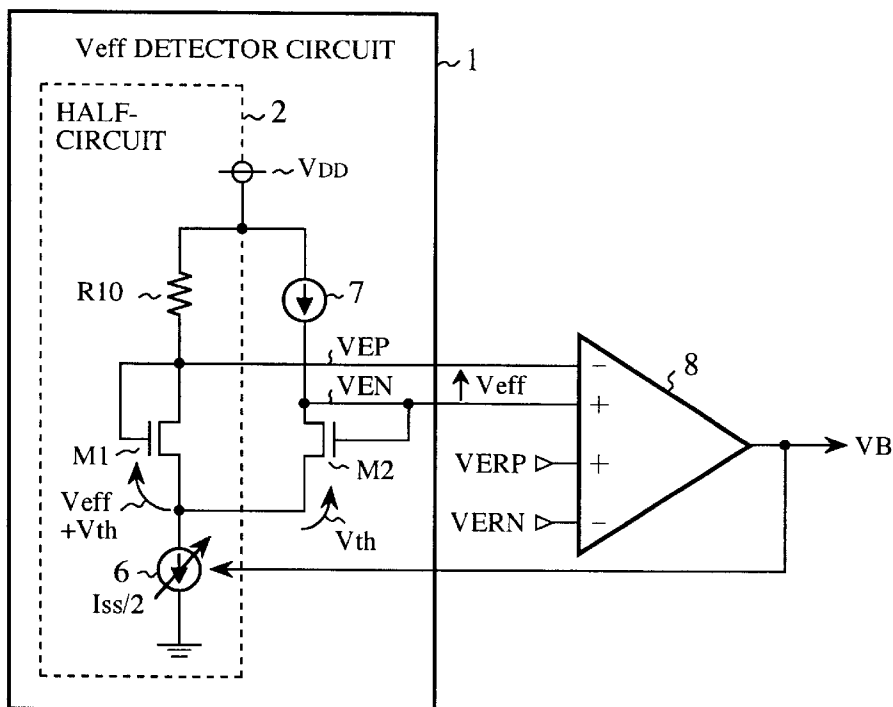 Veff DETECTOR CIRCUIT
1
HALF-
CIRCUIT
2
VDD
R10
7
VEP
VEN
Veff
8
−
+
+
−
VB
M1
M2
VERP
VERN
Veff
+Vth
Vth
6
Iss/2